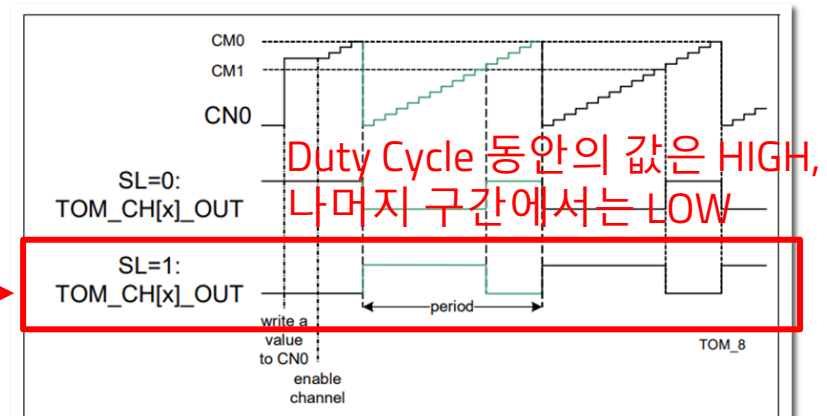 CM0
CM1
CN0
Duty Cycle 동안의 값은 HIGH,
나머지 구간에서는 LOW
SL=0:
TOM_CH[x]_OUT
SL=1:
TOM_CH[x]_OUT
period
write a
value
to CN0
enable
channel
TOM_8